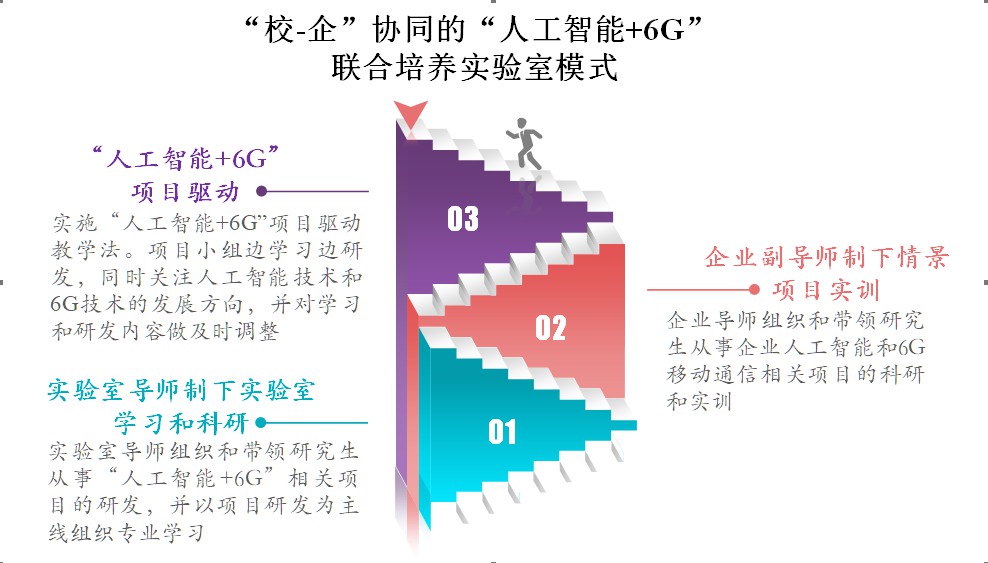 “校-企”协同的“人工智能+6G”
联合培养实验室模式
“人工智能+6G”
项目驱动
实施“人工智能+6G”项目驱动
教学法。项目小组边学习边研
发，同时关注人工智能技术和
6G技术的发展方向，并对学习
和研发内容做及时调整
03
企业副导师制下情景
项目实训
企业导师组织和带领研究
生从事企业人工智能和6G
移动通信相关项目的科研
和实训
02
实验室导师制下实验室
学习和科研
实验室导师组织和带领研究生
从事“人工智能+6G”相关项
目的研发，并以项目研发为主
线组织专业学习
01